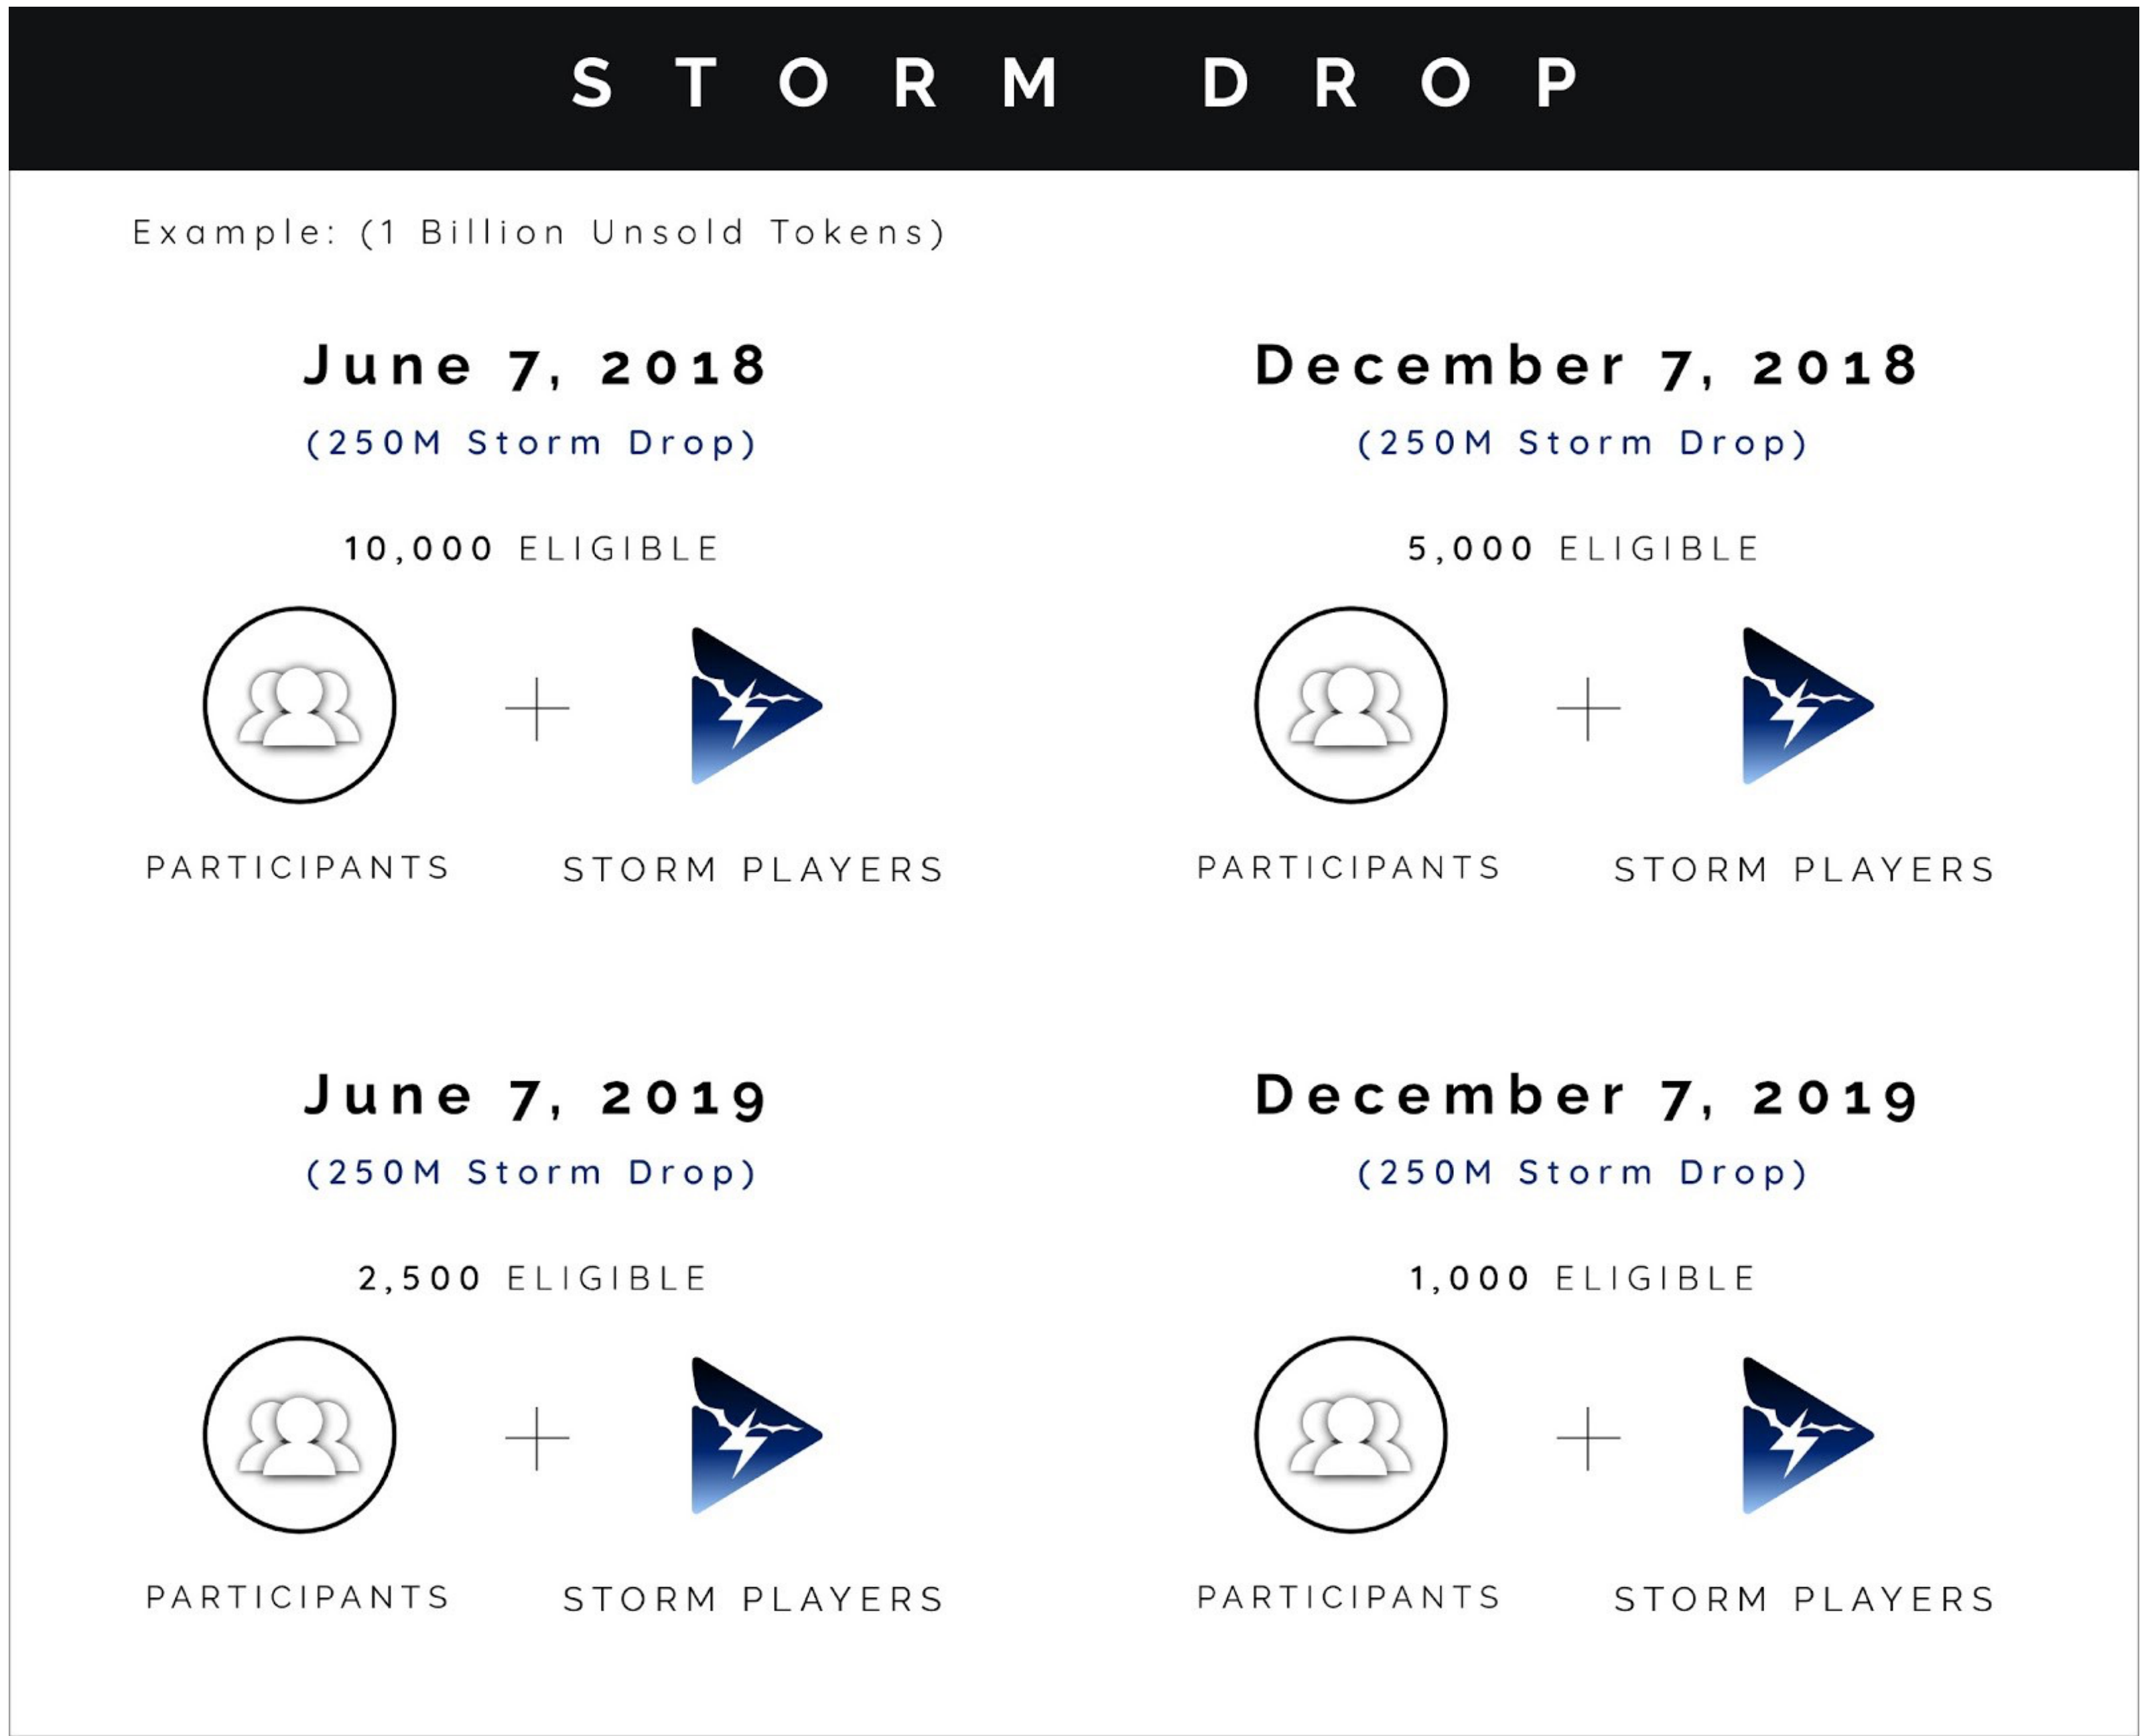 STORM DROP
Example: (1 Billion Unsold Tokens)
June 7, 2018
(250M Storm Drop)
10,000 ELIGIBLE
PARTICIPANTS
STORM PLAYERS
December 7, 2018
(250M Storm Drop)
5,000 ELIGIBLE
PARTICIPANTS
STORM PLAYERS
June 7, 2019
(250M Storm Drop)
2,500 ELIGIBLE
PARTICIPANTS
STORM PLAYERS
December 7, 2019
(250M Storm Drop)
1,000 ELIGIBLE
PARTICIPANTS
STORM PLAYERS